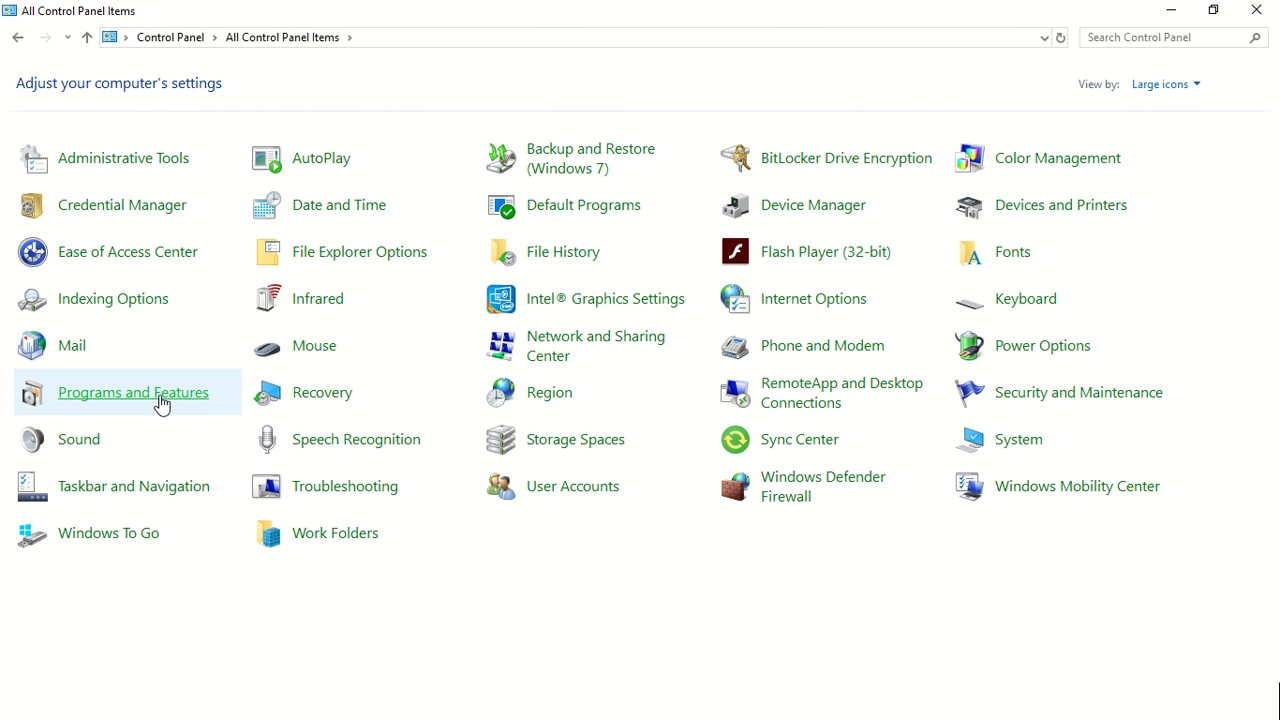 All Control Panel Items
Control Panel > All Control Panel Items >
Search Control Panel
Adjust your computer's settings
View by: Large icons
Administrative Tools
AutoPlay
Backup and Restore
(Windows 7)
BitLocker Drive Encryption
Color Management
Credential Manager
Date and Time
Default Programs
Device Manager
Devices and Printers
Ease of Access Center
File Explorer Options
File History
Flash Player (32-bit)
Fonts
Indexing Options
Infrared
Intel® Graphics Settings
Internet Options
Keyboard
Mail
Mouse
Network and Sharing
Center
Phone and Modem
Power Options
Programs and Features
Recovery
Region
RemoteApp and Desktop
Connections
Security and Maintenance
Sound
Speech Recognition
Storage Spaces
Sync Center
System
Taskbar and Navigation
Troubleshooting
User Accounts
Windows Defender
Firewall
Windows Mobility Center
Windows To Go
Work Folders